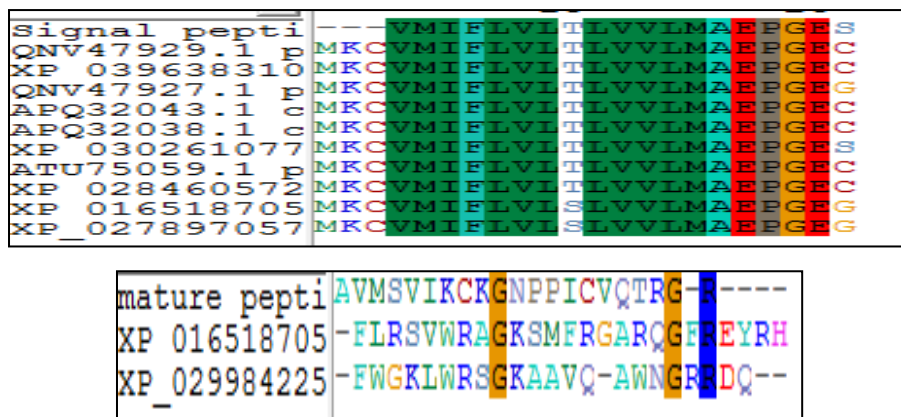 Signal pepti ---VMIFLVLTLVVLMAEPGES
QNV47929.1 p MKCVMIFLVLTLVVLMAEPGEC
XP 039638310 MKCVMIFLVLTLVVLMAEPGEC
QNV47927.1 p MKCVMIFLVLTLVVLMAEPGEG
APQ32043.1 c MKCVMIFLVLTLVVLMAEPGEC
APQ32038.1 c MKCVMIFLVLTLVVLMAEPGEC
XP 030261077 MKCVMIFLVLTLVVLMAEPGES
ATU75059.1 p MKCVMIFLVLTLVVLMAEPGEC
XP 028460572 MKCVMIFLVLTLVVLMAEPGEC
XP 016518705 MKCVMIFLVLSLVVLMAEPGEG
XP_027897057 MKCVMIFLVLSLVVLMAEPGEG
mature pepti AVMSVIKCKGNPPICVQTRG-R----
XP 016518705 -FLRSVWRAGKSMFRGARQGFREYRH
XP_029984225 -FWGKLWRSGKAAVQ-AWNGRRDQ--